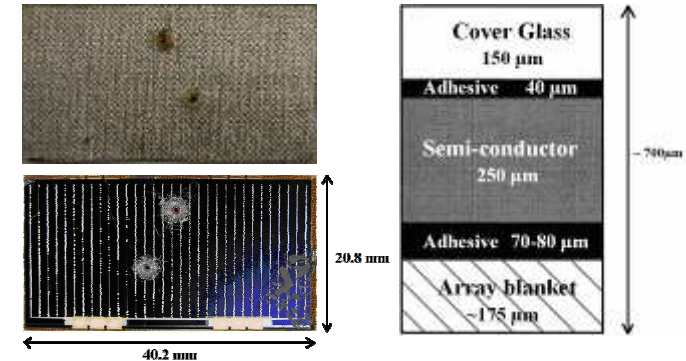 20.8 mm
40.2 mm
Cover Glass
150 μm
Adhesive 40 μm
Semi-conductor
250 μm
Adhesive 70-80 μm
Array blanket
~175 μm
~ 700μm